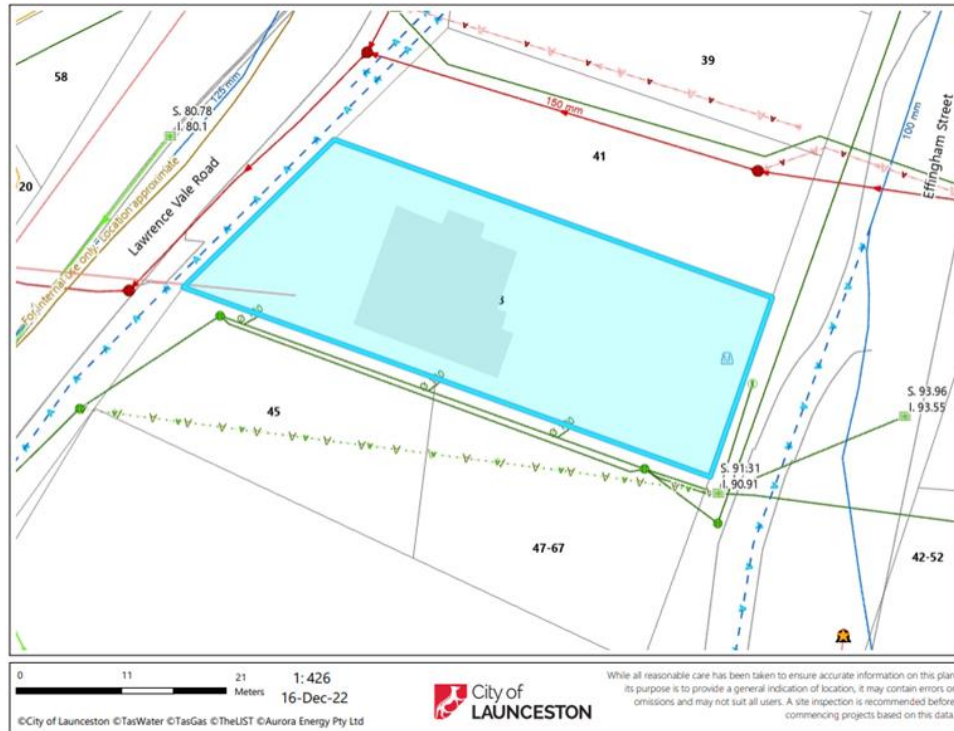 58
39
125 mm
S. 80.78
I. 80.1
150 mm
100 mm
Effingham Street
41
20
Lawrence Vale Road
For internal use only. Location approximate
3
45
S. 93.96
I. 93.55
S. 91.31
I. 90.91
47-67
42-52
0 11 21
Meters
1: 426
16-Dec-22
©City of Launceston ©TasWater ©TasGas ©TheLIST ©Aurora Energy Pty Ltd
City of
LAUNCESTON
While all reasonable care has been taken to ensure accurate information on this plan
its purpose is to provide a general indication of location, it may contain errors or
omissions and may not suit all users. A site inspection is recommended before
commencing projects based on this data.